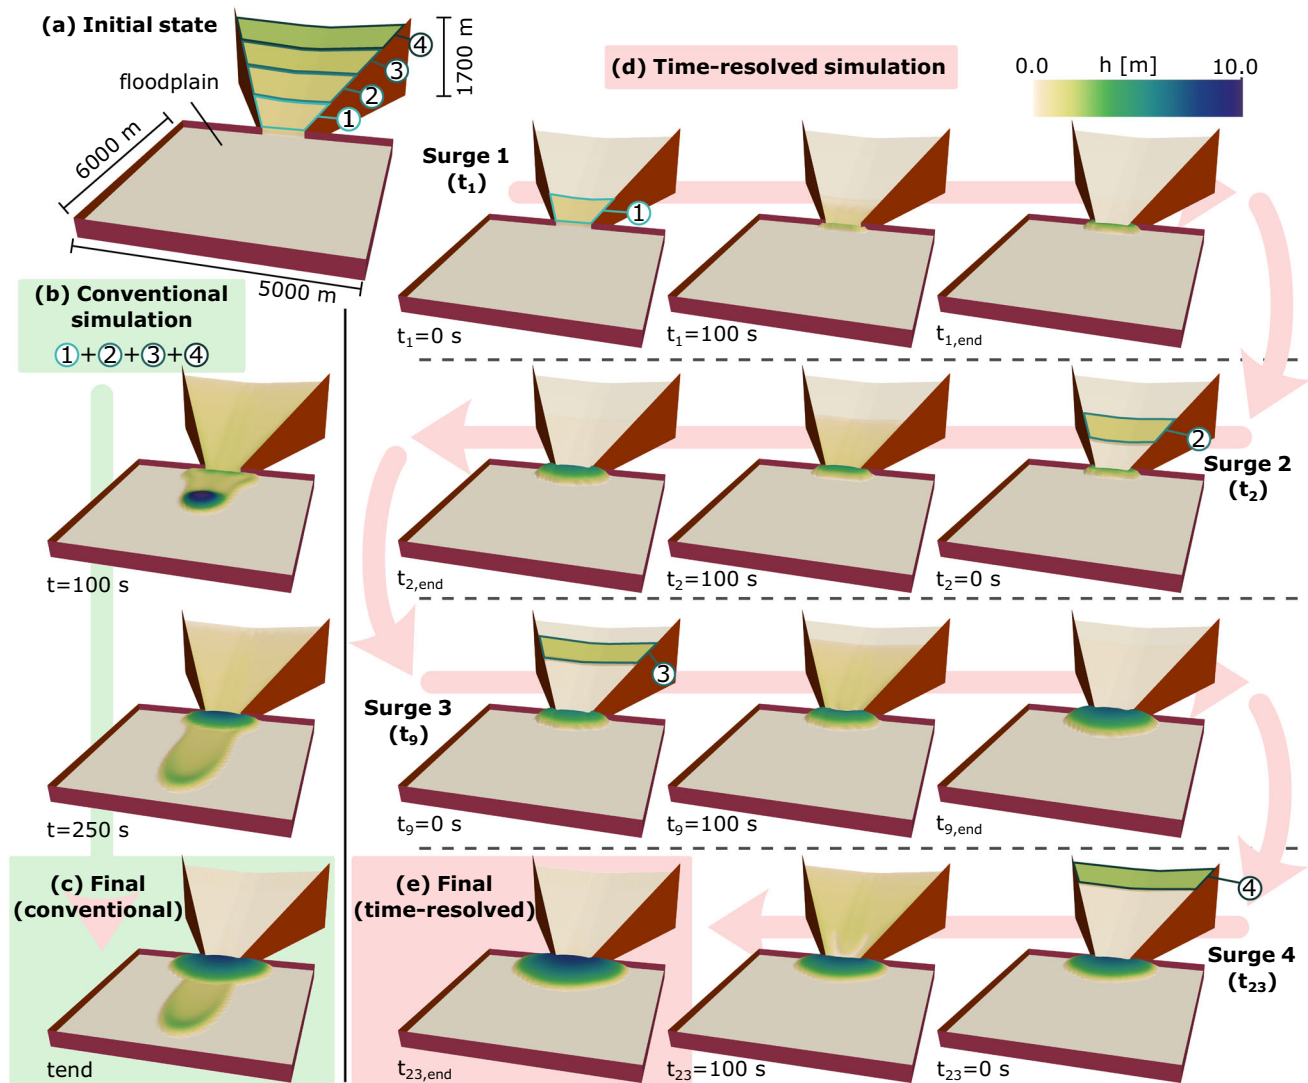 (a) Initial state
floodplain
6000 m
5000 m
1700 m
4
3
2
1
(b) Conventional
simulation
1+2+3+4
t=100 s
t=250 s
(c) Final
(conventional)
tend
(d) Time-resolved simulation
0.0 h [m] 10.0
Surge 1
(t₁)
1
t₁=0 s
t₁=100 s
t₁,end
2
Surge 2
(t₂)
t₂,end
t₂=100 s
t₂=0 s
Surge 3
(t₉)
3
t₉=0 s
t₉=100 s
t₉,end
(e) Final
(time-resolved)
4
Surge 4
(t₂₃)
t₂₃,end
t₂₃=100 s
t₂₃=0 s